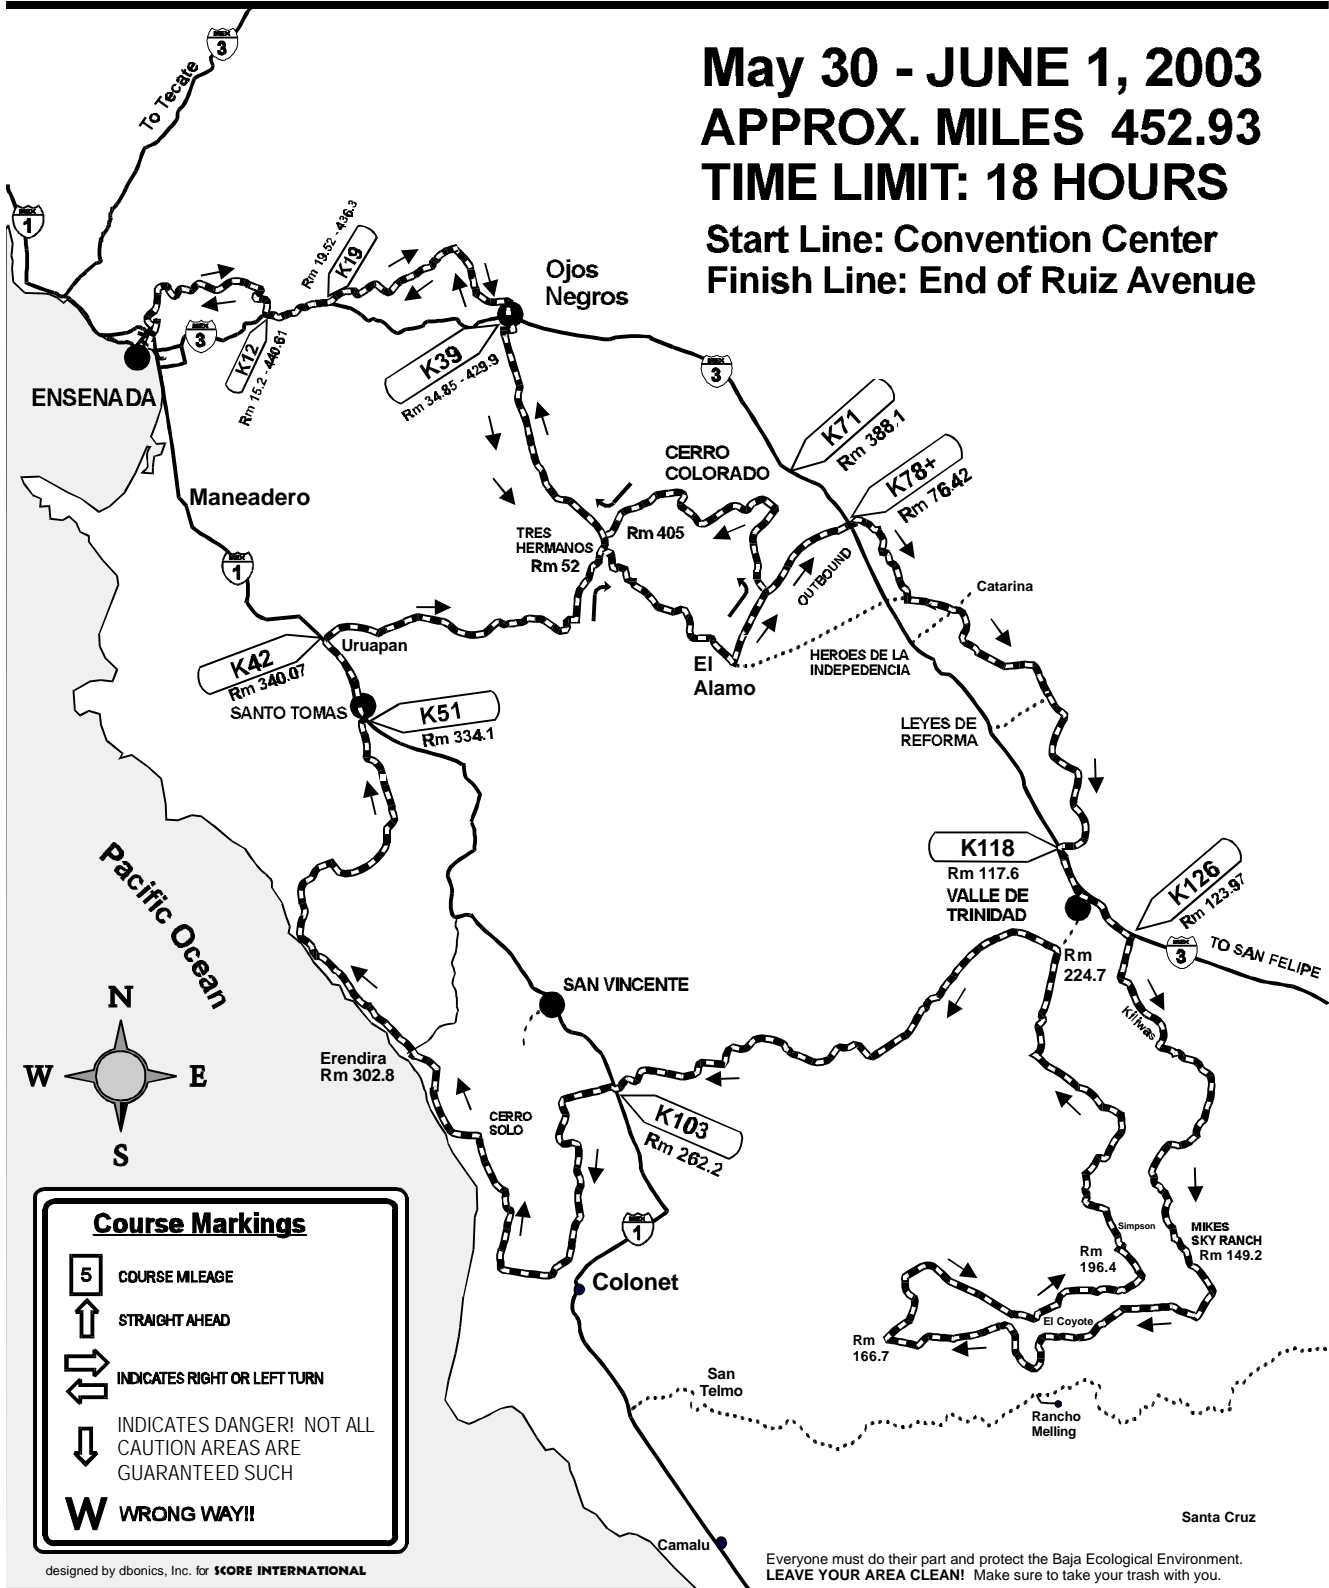 May 30 - JUNE 1, 2003
APPROX. MILES 452.93
TIME LIMIT: 18 HOURS
Start Line: Convention Center
Finish Line: End of Ruiz Avenue
MEX
3
To Tecate
MEX
1
Rm 19.52 - 436.3
K19
Ojos
Negros
MEX
3
K12
Rm 15.2 - 440.61
K39
Rm 34.85 - 429.9
MEX
3
ENSENADA
K71
Rm 388.1
CERRO
COLORADO
K78+
Rm 76.42
Maneadero
TRES
HERMANOS
Rm 52
Rm 405
OUTBOUND
MEX
1
Catarina
Uruapan
K42
Rm 340.07
El
Alamo
HEROES DE LA
INDEPEDENCIA
SANTO TOMAS
K51
Rm 334.1
LEYES DE
REFORMA
K118
Rm 117.6
VALLE DE
TRINIDAD
K126
Rm 123.97
Pacific Ocean
TO SAN FELIPE
MEX
3
Rm
224.7
SAN VINCENTE
Kiliwas
N
W
E
S
Erendira
Rm 302.8
CERRO
SOLO
K103
Rm 262.2
MEX
1
Simpson
MIKES
SKY RANCH
Rm 149.2
Rm
196.4
Colonet
El Coyote
Rm
166.7
San
Telmo
Rancho
Melling
Santa Cruz
Camalu
Course Markings
5 COURSE MILEAGE
STRAIGHT AHEAD
INDICATES RIGHT OR LEFT TURN
INDICATES DANGER! NOT ALL
CAUTION AREAS ARE
GUARANTEED SUCH
W WRONG WAY!!
designed by dbonics, Inc. for SCORE INTERNATIONAL
Everyone must do their part and protect the Baja Ecological Environment.
LEAVE YOUR AREA CLEAN! Make sure to take your trash with you.